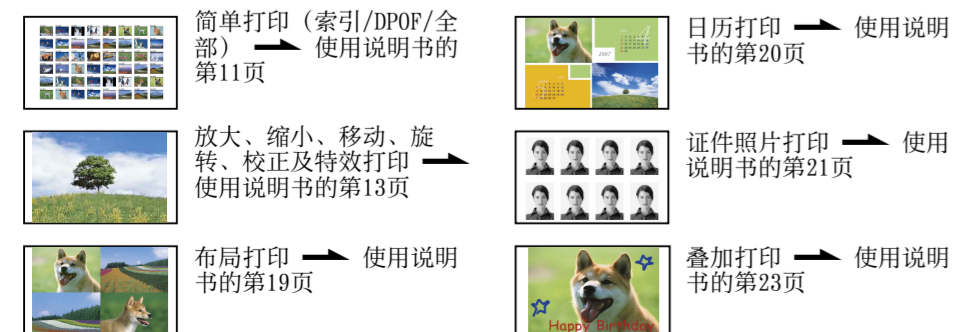 简单打印（索引/DPOF/全
部） → 使用说明书的
第11页
放大、缩小、移动、旋
转、校正及特效打印 →
使用说明书的第13页
布局打印 → 使用说明
书的第19页
日历打印 → 使用说明
书的第20页
2007
证件照片打印 → 使用
说明书的第21页
叠加打印 → 使用说明
书的第23页
Happy Birthday